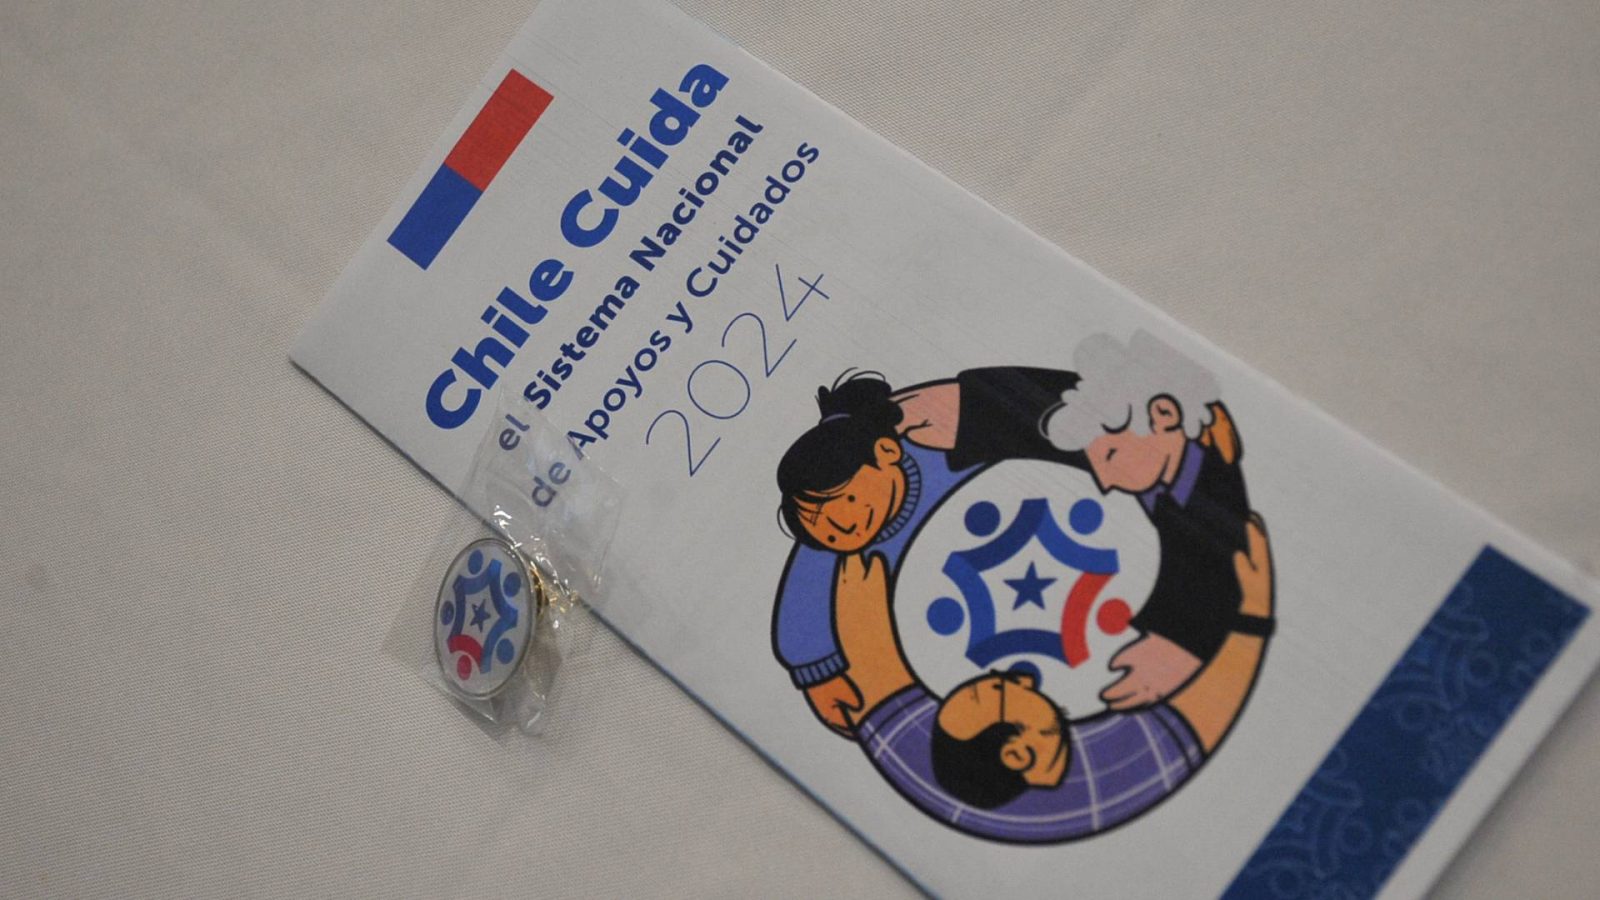 Chile Cuida
el Sistema Nacional
de Apoyos y Cuidados
2024